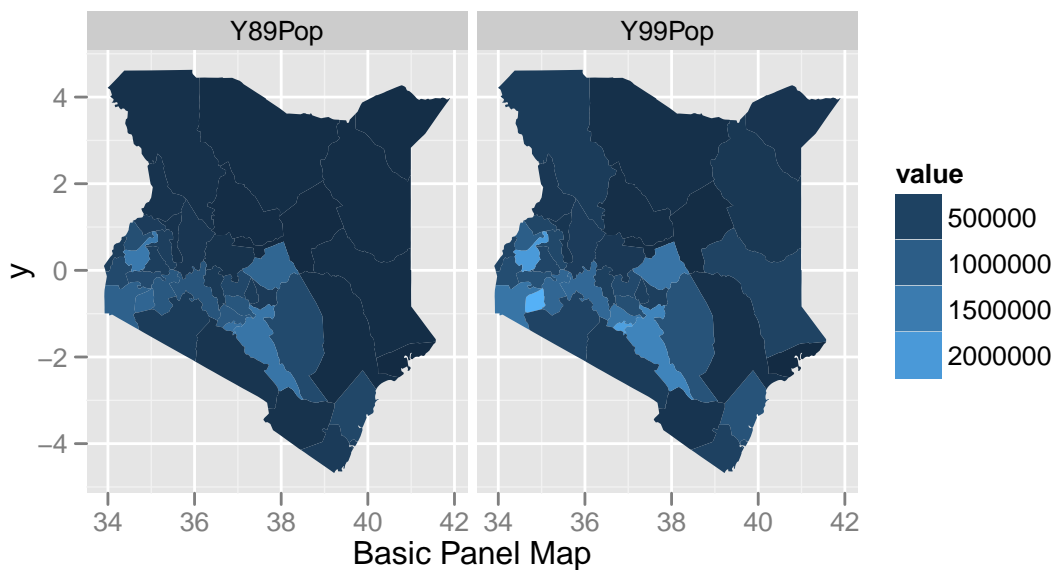 Y89Pop Y99Pop
4
2
0
−2
−4
y
34 36 38 40 42 34 36 38 40 42
Basic Panel Map
value
500000
1000000
1500000
2000000